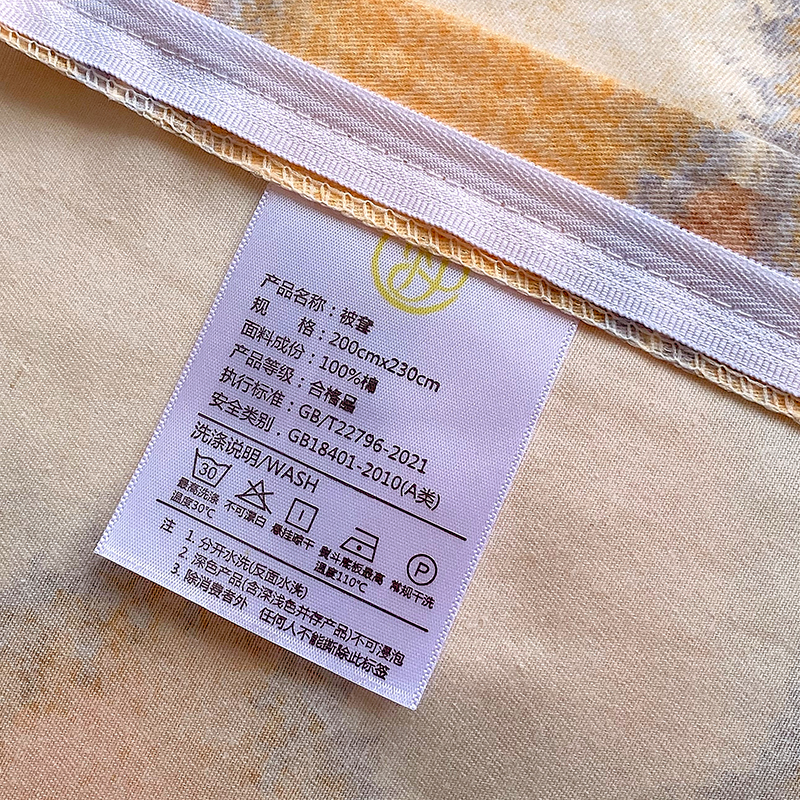 产品名称：被套
规 格：200cmx230cm
面料成份：100%棉
产品等级：合格品
执行标准：GB/T22796-2021
安全类别：GB18401-2010(A类)
洗涤说明/WASH
30
P
最高洗涤 温度30℃
不可漂白
悬挂晾干
熨斗底板最高 温度110℃
常规干洗
注 1. 分开水洗(反面水洗)
2. 深色产品(含深浅色并存产品)不可浸泡
3. 除消费者外 任何人不能撕除此标签